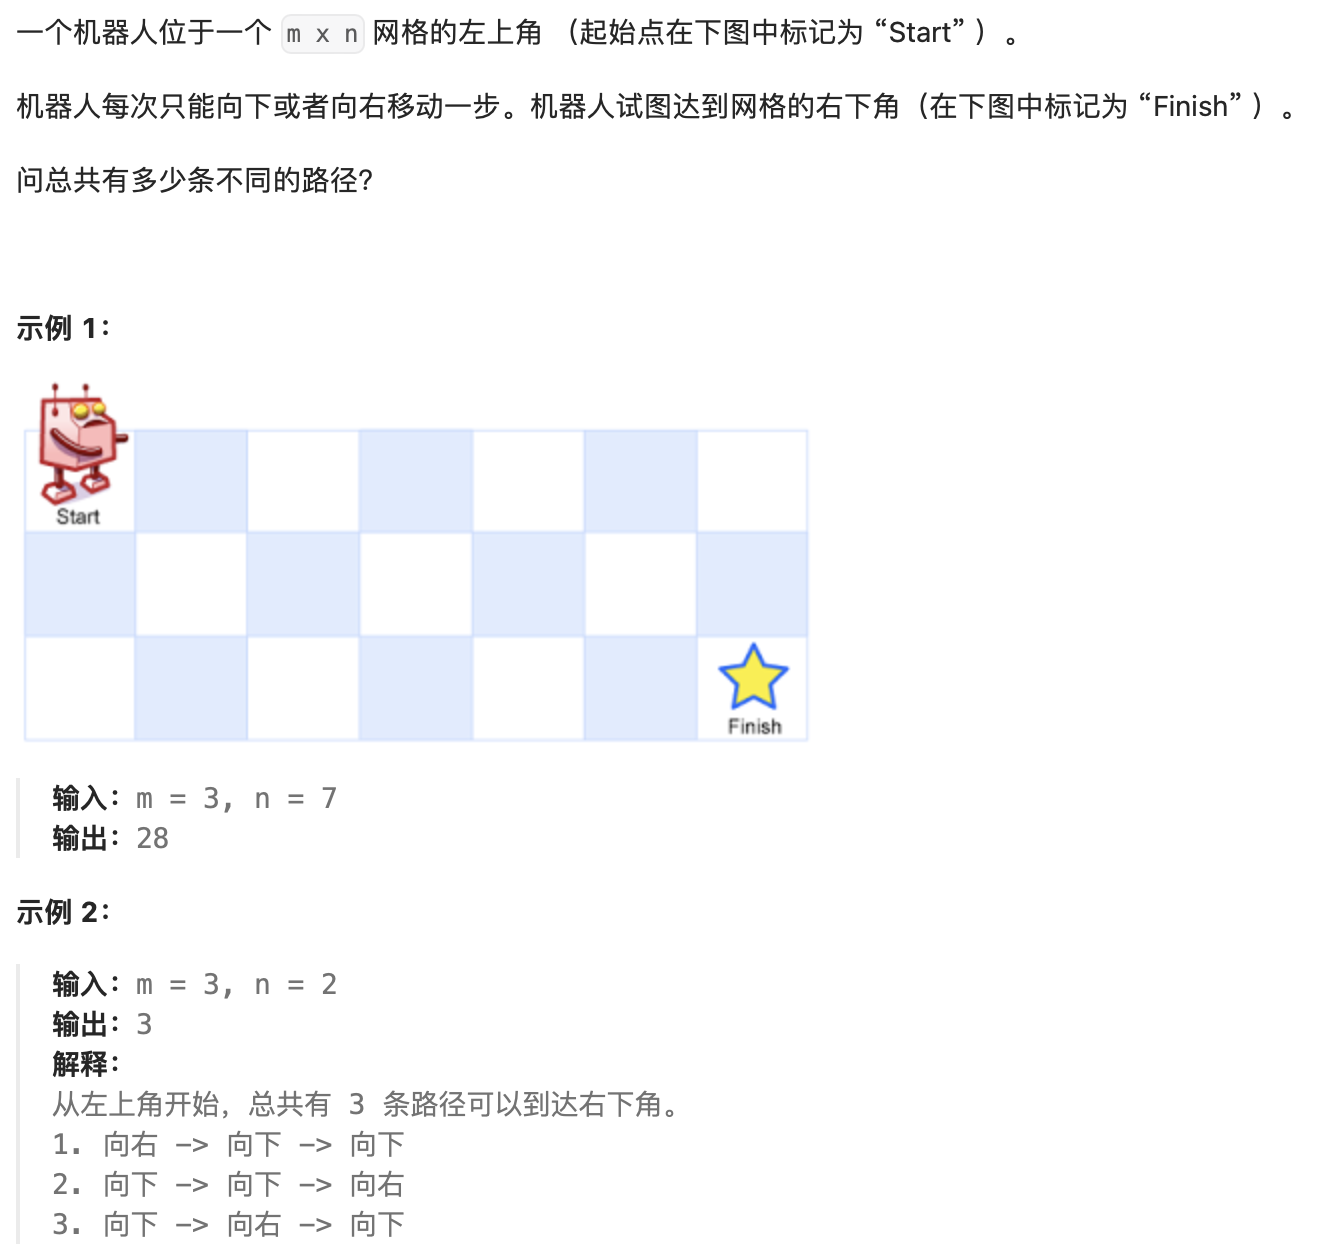 一个机器人位于一个 m x n 网格的左上角 （起始点在下图中标记为 “Start” ）。
机器人每次只能向下或者向右移动一步。机器人试图达到网格的右下角（在下图中标记为 “Finish” ）。
问总共有多少条不同的路径?
示例 1：
Start
Finish
输入：m = 3, n = 7
输出：28
示例 2：
输入：m = 3, n = 2
输出：3
解释：
从左上角开始，总共有 3 条路径可以到达右下角。
1. 向右 -> 向下 -> 向下
2. 向下 -> 向下 -> 向右
3. 向下 -> 向右 -> 向下